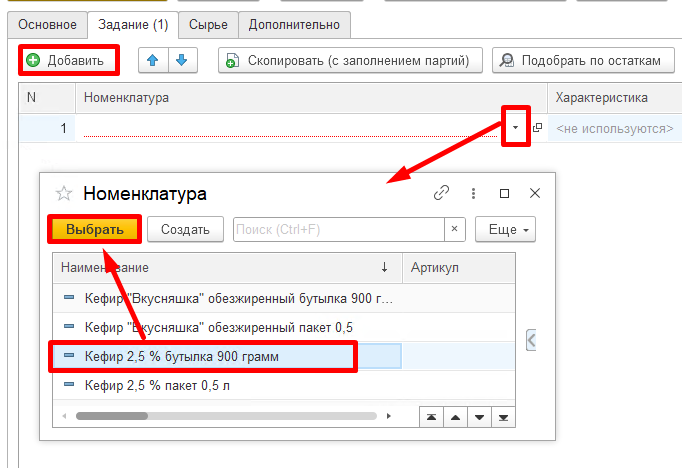 Основное Задание (1) Сырье Дополнительно
Добавить Скопировать (с заполнением партий) Подобрать по остаткам
N Номенклатура Характеристика
1 <не используются>
Номенклатура
Выбрать Создать Поиск (Ctrl+F) × Еще
Наименование ↓ Артикул
Кефир "Вкусняшка" обезжиренный бутылка 900 г...
Кефир "Вкусняшка" обезжиренный пакет 0,5
Кефир 2,5 % бутылка 900 грамм
Кефир 2,5 % пакет 0,5 л